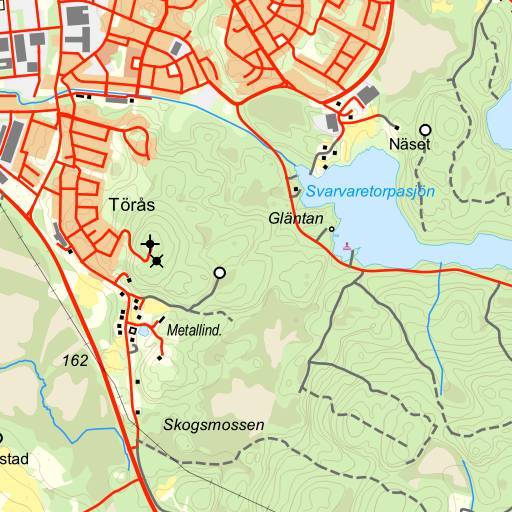 Näset
Svarvaretorpasjön
Törås
Gläntan
Metallind.
162
Skogsmossen
stad